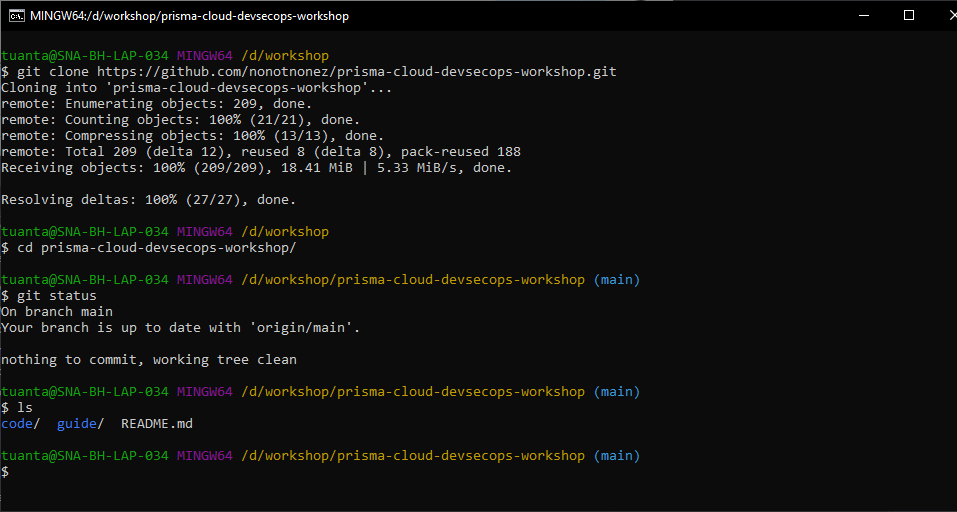 MINGW64:/d/workshop/prisma-cloud-devsecops-workshop
tuanta@SNA-BH-LAP-034 MINGW64 /d/workshop
$ git clone https://github.com/nonotnonez/prisma-cloud-devsecops-workshop.git
Cloning into 'prisma-cloud-devsecops-workshop'...
remote: Enumerating objects: 209, done.
remote: Counting objects: 100% (21/21), done.
remote: Compressing objects: 100% (13/13), done.
remote: Total 209 (delta 12), reused 8 (delta 8), pack-reused 188
Receiving objects: 100% (209/209), 18.41 MiB | 5.33 MiB/s, done.
Resolving deltas: 100% (27/27), done.
tuanta@SNA-BH-LAP-034 MINGW64 /d/workshop
$ cd prisma-cloud-devsecops-workshop/
tuanta@SNA-BH-LAP-034 MINGW64 /d/workshop/prisma-cloud-devsecops-workshop (main)
$ git status
On branch main
Your branch is up to date with 'origin/main'.
nothing to commit, working tree clean
tuanta@SNA-BH-LAP-034 MINGW64 /d/workshop/prisma-cloud-devsecops-workshop (main)
$ ls
code/  guide/  README.md
tuanta@SNA-BH-LAP-034 MINGW64 /d/workshop/prisma-cloud-devsecops-workshop (main)
$